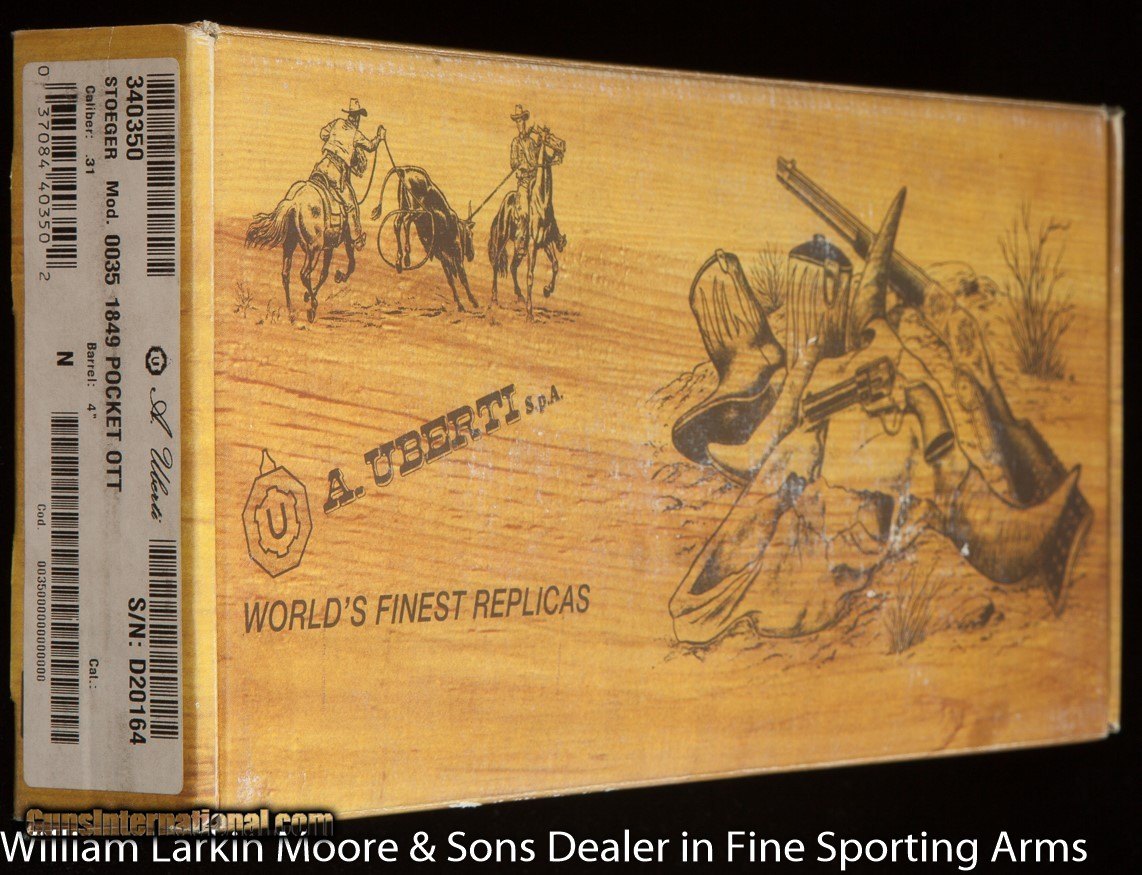 340350
STOEGER Mod. 0035 1849 POCKET OTT
Caliber: .31
Barrel: 4"
Cat.:
0 37084 40350 2
N
U
A. Uberti
S/N: D20164
Cod.
A. UBERTI S.p.A.
U
WORLD'S FINEST REPLICAS
GunsInternational.com
William Larkin Moore & Sons Dealer in Fine Sporting Arms